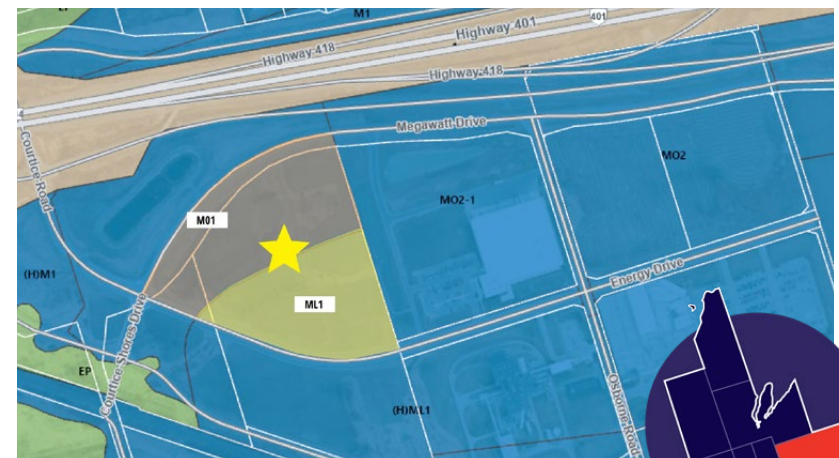 EP
M1
Highway 401
401
Highway 418
Highway 418
Courtice Road
Megawatt Drive
MO2
MO2-1
M01
(H)M1
Energy Drive
ML1
Courtice Shores Drive
EP
(H)ML1
Osborne Road